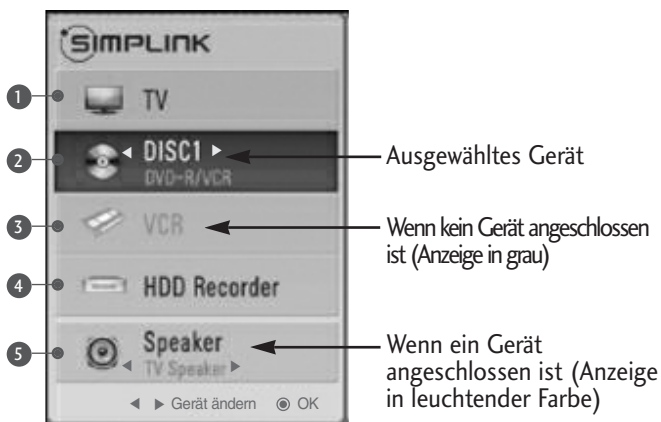 SIMPLINK
1 TV
2 ◀ DISC1 ▶ Ausgewähltes Gerät
DVD-R/VCR
3 VCR Wenn kein Gerät angeschlossen
ist (Anzeige in grau)
4 HDD Recorder
5 Speaker Wenn ein Gerät
◀ TV Speaker ▶ angeschlossen ist (Anzeige
in leuchtender Farbe)
◀ ▶ Gerät ändern ◉ OK